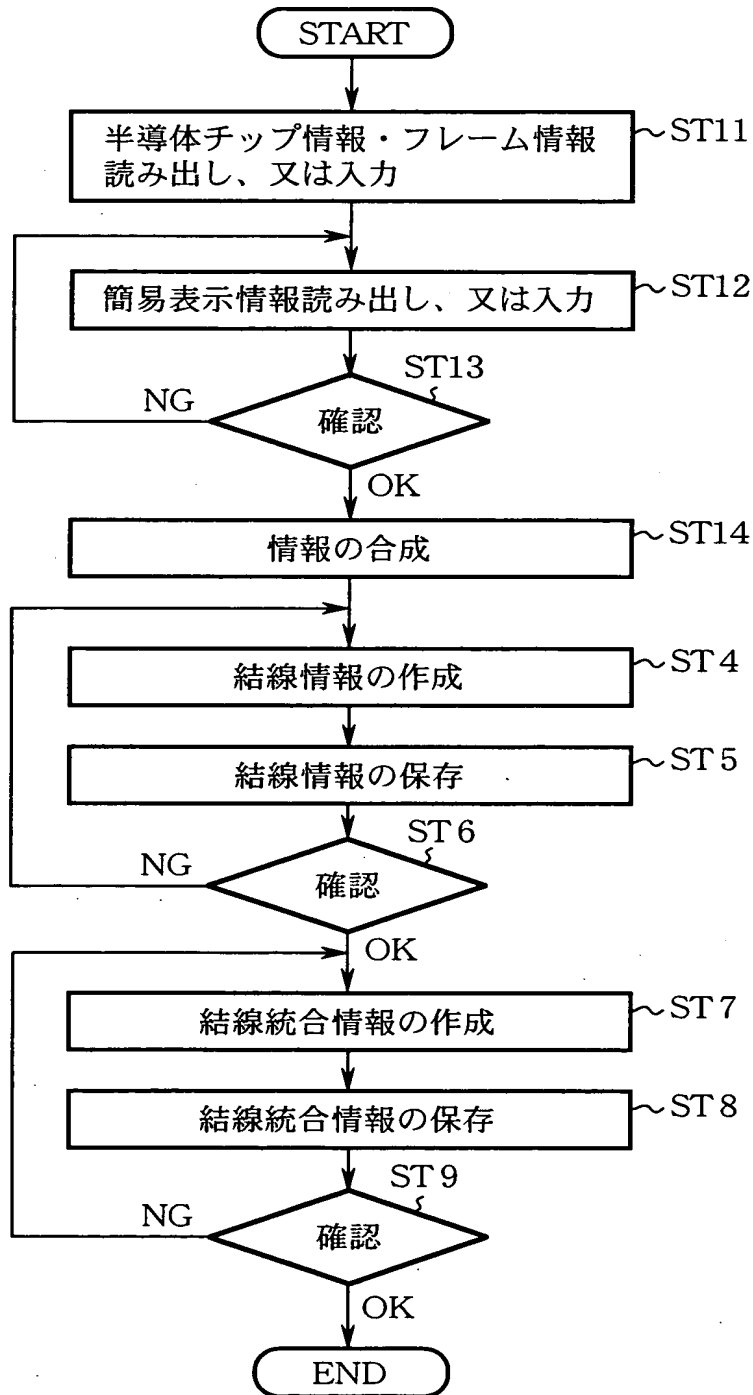 START
半導体チップ情報・フレーム情報
読み出し、又は入力
ST11
簡易表示情報読み出し、又は入力
ST12
ST13
NG
確認
OK
情報の合成
ST14
結線情報の作成
ST4
結線情報の保存
ST5
ST6
NG
確認
OK
結線統合情報の作成
ST7
結線統合情報の保存
ST8
ST9
NG
確認
OK
END